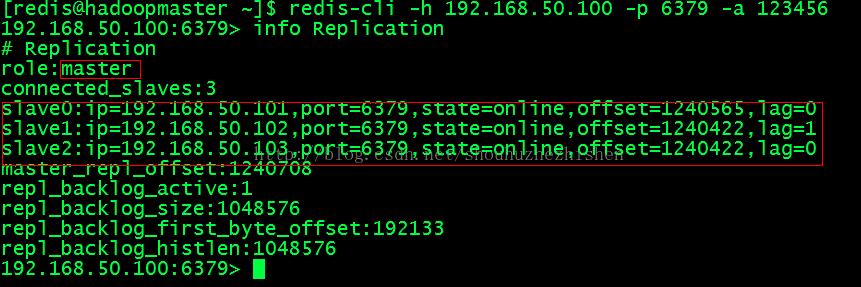 [redis@hadoopmaster ~]$ redis-cli -h 192.168.50.100 -p 6379 -a 123456
192.168.50.100:6379> info Replication
# Replication
role:master
connected_slaves:3
slave0:ip=192.168.50.101,port=6379,state=online,offset=1240565,lag=0
slave1:ip=192.168.50.102,port=6379,state=online,offset=1240422,lag=1
slave2:ip=192.168.50.103,port=6379,state=online,offset=1240422,lag=0
http://blog.csdn.net/shouhuzhezhishen
master_repl_offset:1240708
repl_backlog_active:1
repl_backlog_size:1048576
repl_backlog_first_byte_offset:192133
repl_backlog_histlen:1048576
192.168.50.100:6379>